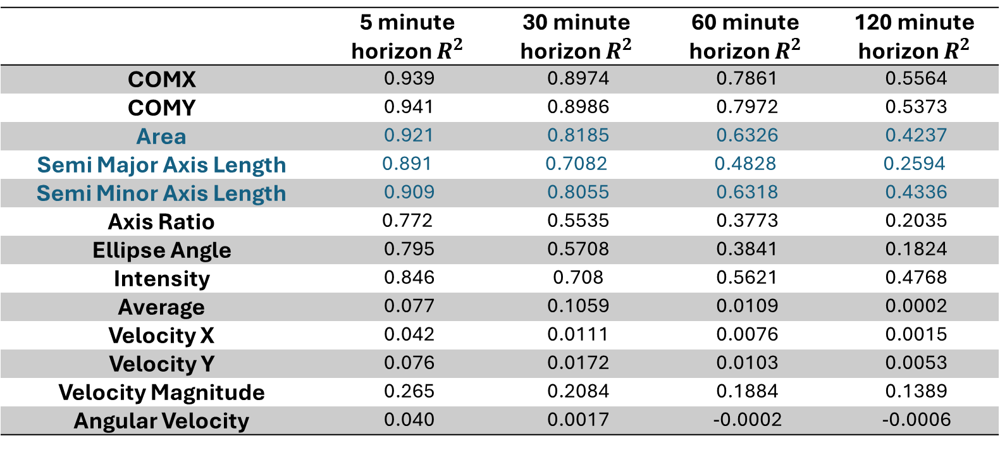 5 minute 30 minute 60 minute 120 minute
horizon R² horizon R² horizon R² horizon R²
COMX 0.939 0.8974 0.7861 0.5564
COMY 0.941 0.8986 0.7972 0.5373
Area 0.921 0.8185 0.6326 0.4237
Semi Major Axis Length 0.891 0.7082 0.4828 0.2594
Semi Minor Axis Length 0.909 0.8055 0.6318 0.4336
Axis Ratio 0.772 0.5535 0.3773 0.2035
Ellipse Angle 0.795 0.5708 0.3841 0.1824
Intensity 0.846 0.708 0.5621 0.4768
Average 0.077 0.1059 0.0109 0.0002
Velocity X 0.042 0.0111 0.0076 0.0015
Velocity Y 0.076 0.0172 0.0103 0.0053
Velocity Magnitude 0.265 0.2084 0.1884 0.1389
Angular Velocity 0.040 0.0017 -0.0002 -0.0006